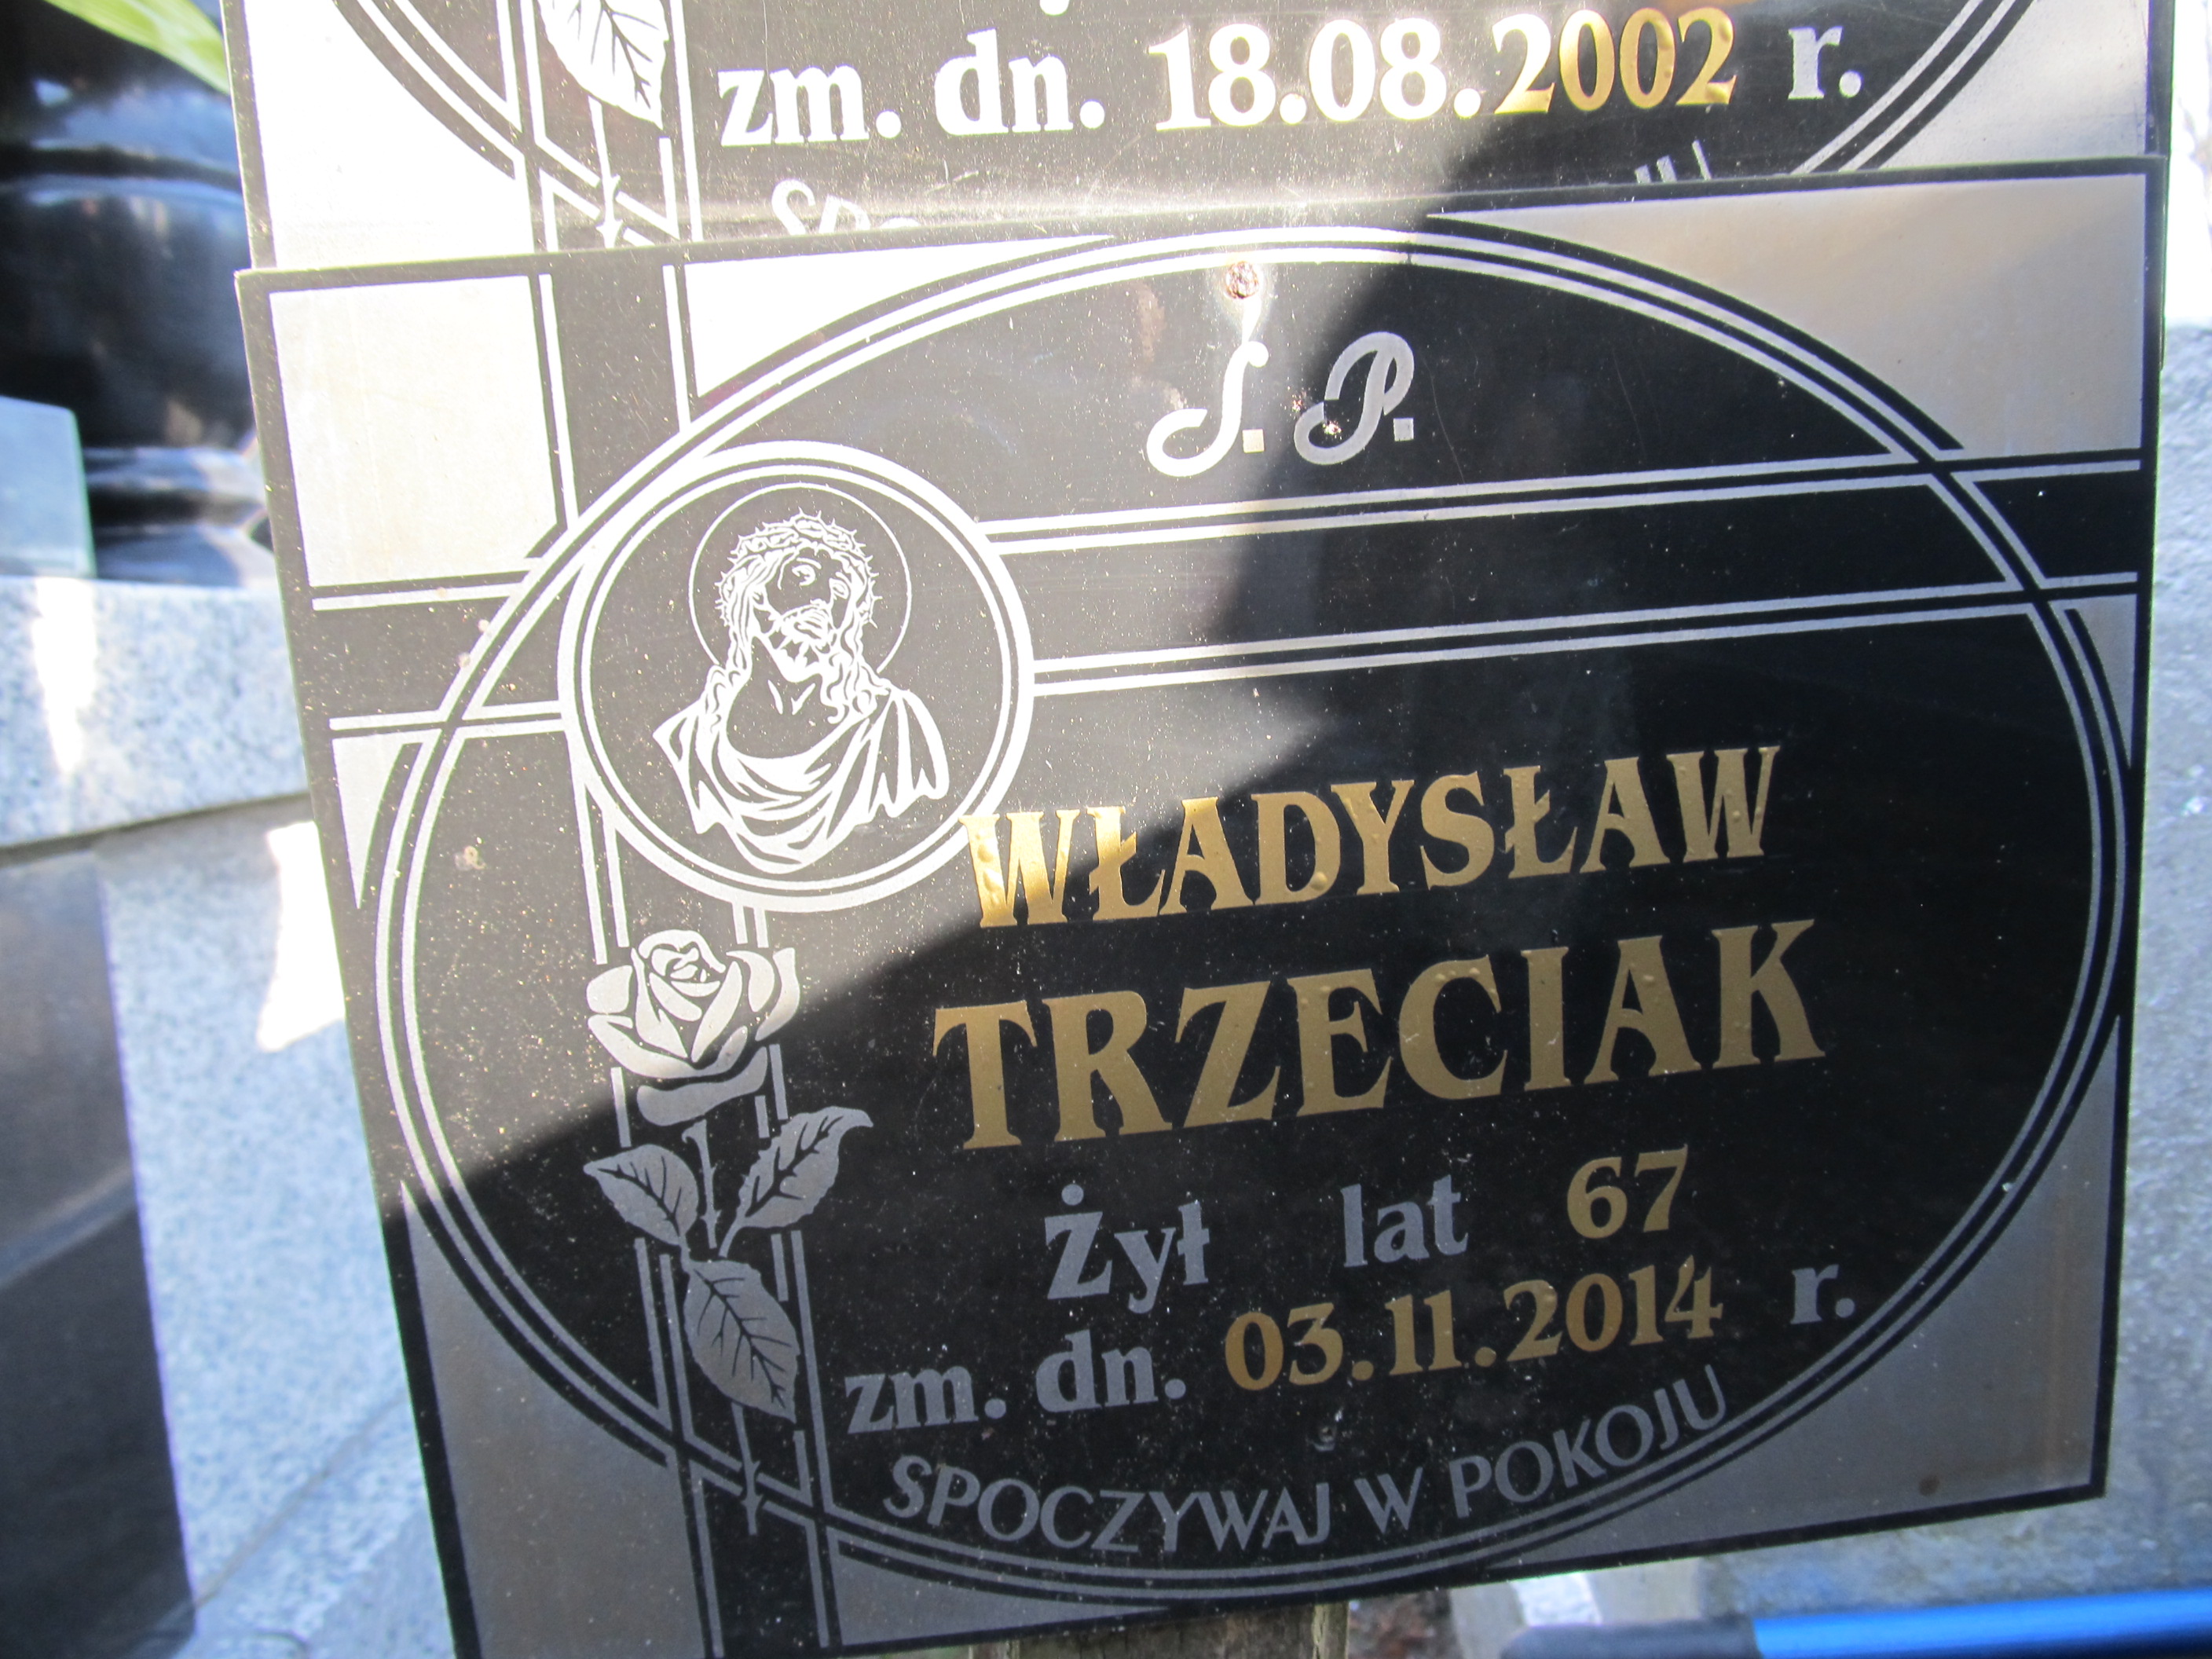 zm. dn. 18.08.2002 r.
Ś. P.
WŁADYSŁAW
TRZECIAK
żył lat 67
zm. dn. 03.11.2014 r.
SPOCZYWAJ W POKOJU